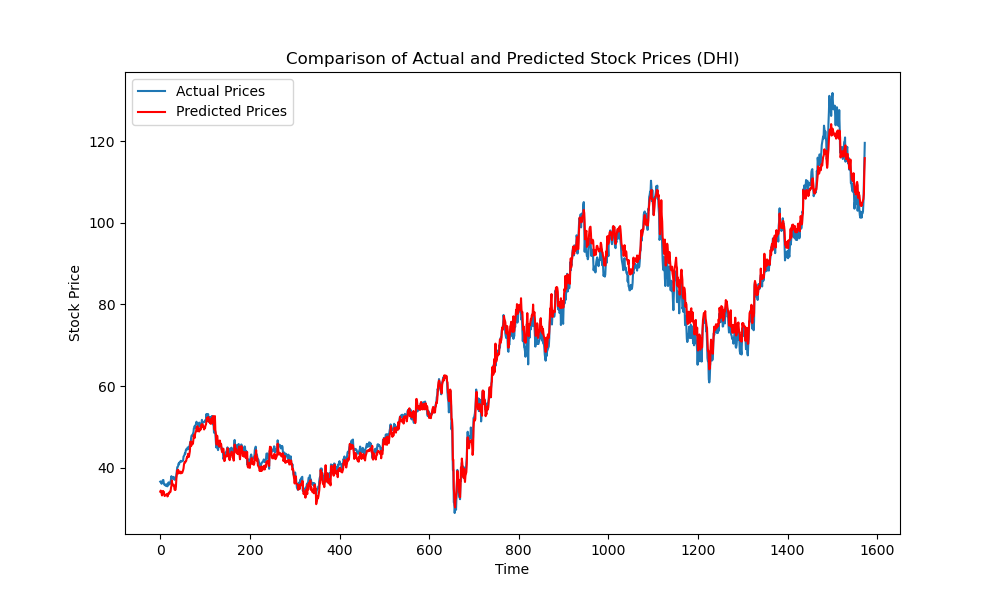 Comparison of Actual and Predicted Stock Prices (DHI)
Actual Prices
Predicted Prices
120
100
80
60
40
Stock Price
0 200 400 600 800 1000 1200 1400 1600
Time